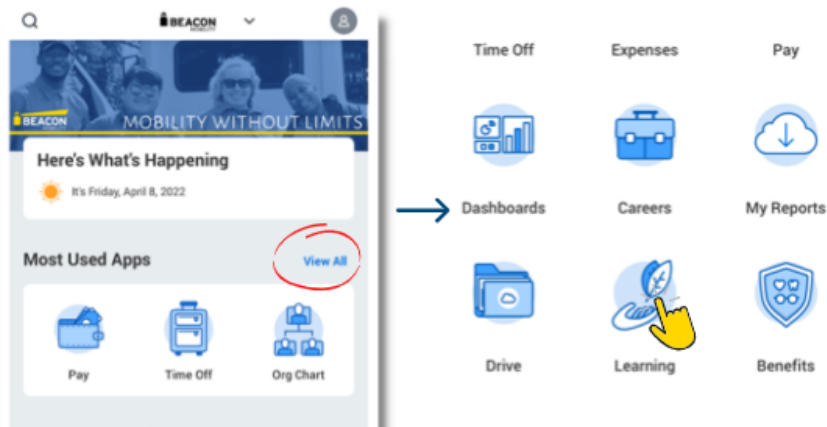 BEACON
MOBILITY
BEACON
MOBILITY WITHOUT LIMITS
Here's What's Happening
It's Friday, April 8, 2022
Most Used Apps
View All
Pay
Time Off
Org Chart
Time Off
Expenses
Pay
Dashboards
Careers
My Reports
Drive
Learning
Benefits